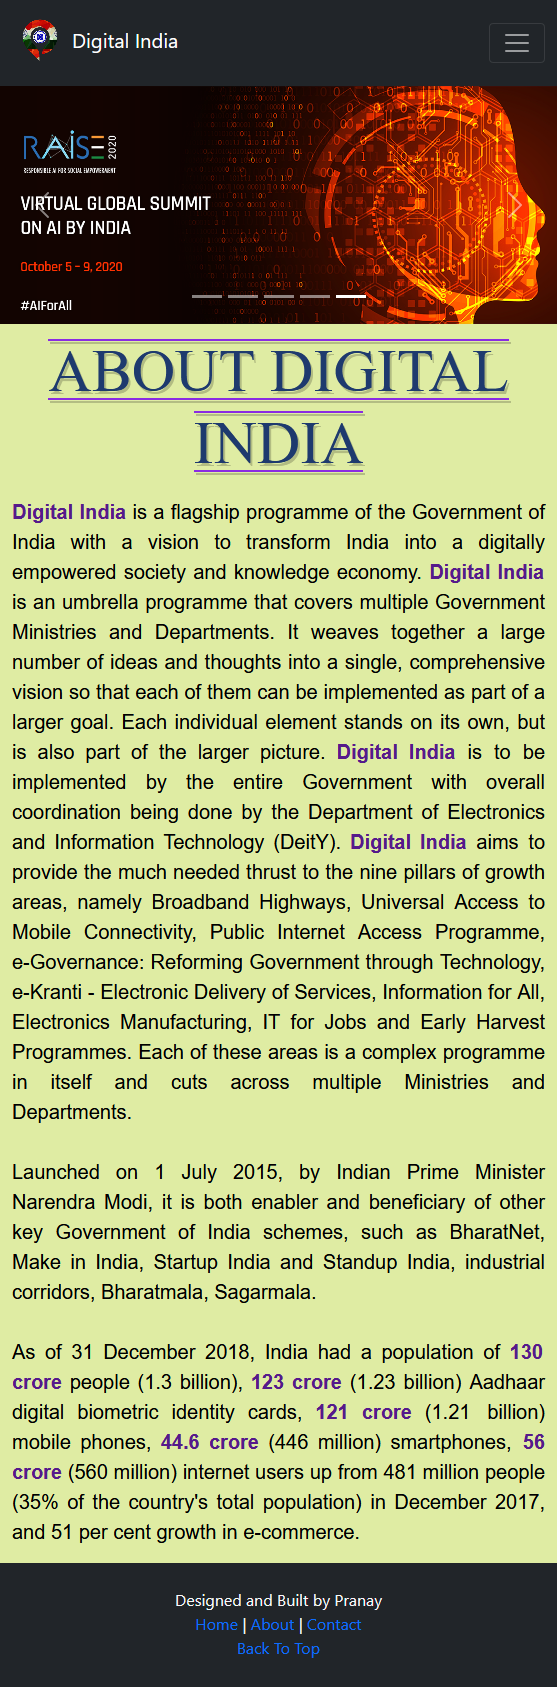 Digital India
RAISE 2020
RESPONSIBLE AI FOR SOCIAL EMPOWERMENT
VIRTUAL GLOBAL SUMMIT
ON AI BY INDIA
October 5 - 9, 2020
#AIForAll
ABOUT DIGITAL
INDIA
Digital India is a flagship programme of the Government of
India with a vision to transform India into a digitally
empowered society and knowledge economy. Digital India
is an umbrella programme that covers multiple Government
Ministries and Departments. It weaves together a large
number of ideas and thoughts into a single, comprehensive
vision so that each of them can be implemented as part of a
larger goal. Each individual element stands on its own, but
is also part of the larger picture. Digital India is to be
implemented by the entire Government with overall
coordination being done by the Department of Electronics
and Information Technology (DeitY). Digital India aims to
provide the much needed thrust to the nine pillars of growth
areas, namely Broadband Highways, Universal Access to
Mobile Connectivity, Public Internet Access Programme,
e-Governance: Reforming Government through Technology,
e-Kranti - Electronic Delivery of Services, Information for All,
Electronics Manufacturing, IT for Jobs and Early Harvest
Programmes. Each of these areas is a complex programme
in itself and cuts across multiple Ministries and
Departments.
Launched on 1 July 2015, by Indian Prime Minister
Narendra Modi, it is both enabler and beneficiary of other
key Government of India schemes, such as BharatNet,
Make in India, Startup India and Standup India, industrial
corridors, Bharatmala, Sagarmala.
As of 31 December 2018, India had a population of 130
crore people (1.3 billion), 123 crore (1.23 billion) Aadhaar
digital biometric identity cards, 121 crore (1.21 billion)
mobile phones, 44.6 crore (446 million) smartphones, 56
crore (560 million) internet users up from 481 million people
(35% of the country's total population) in December 2017,
and 51 per cent growth in e-commerce.
Designed and Built by Pranay
Home | About | Contact
Back To Top